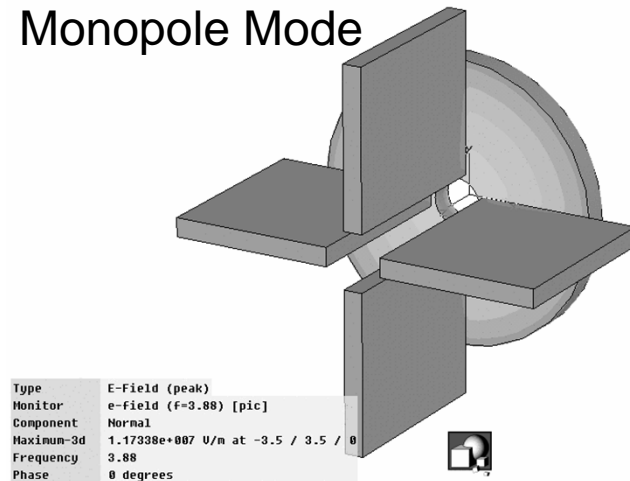 Monopole Mode
Type E-Field (peak)
Monitor e-field (f=3.88) [pic]
Component Normal
Maximum-3d 1.17338e+007 V/m at -3.5 / 3.5 / 0
Frequency 3.88
Phase 0 degrees